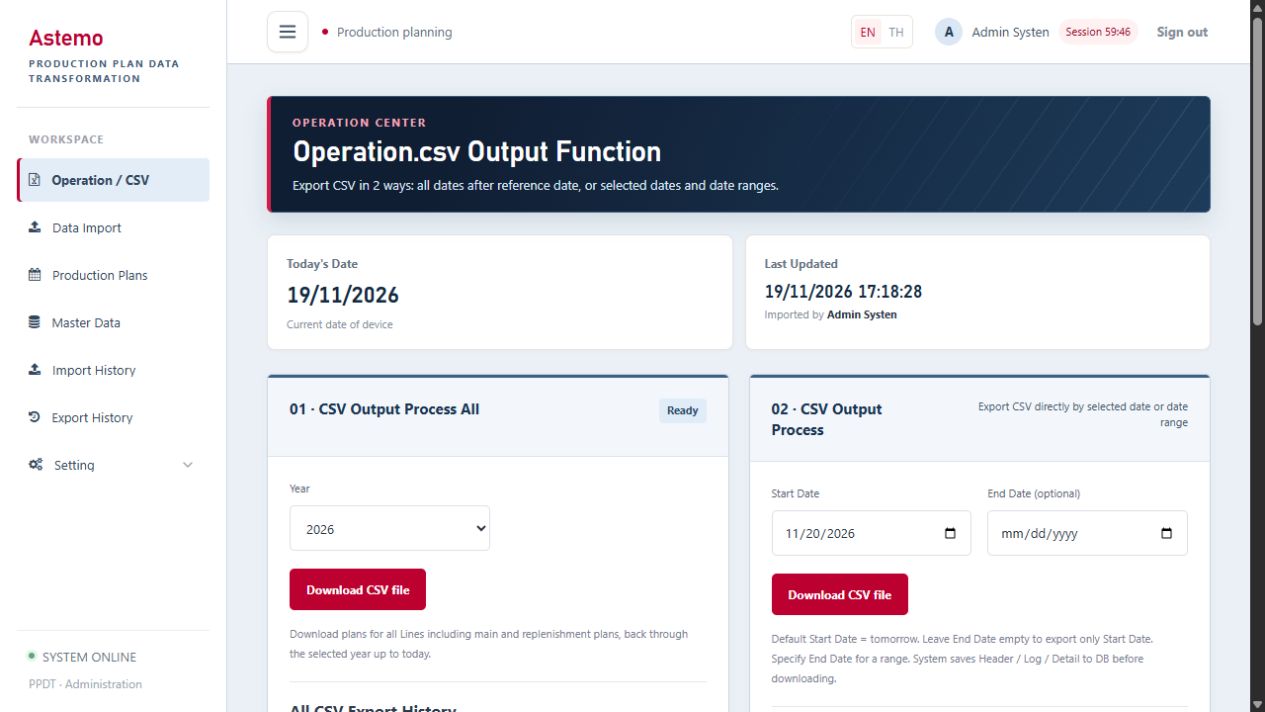 Astemo
PRODUCTION PLAN DATA
TRANSFORMATION
WORKSPACE
Operation / CSV
Data Import
Production Plans
Master Data
Import History
Export History
Setting
SYSTEM ONLINE
PPDT · Administration
Production planning
EN TH
A Admin Systen
Session 59:46
Sign out
OPERATION CENTER
Operation.csv Output Function
Export CSV in 2 ways: all dates after reference date, or selected dates and date ranges.
Today's Date
19/11/2026
Current date of device
Last Updated
19/11/2026 17:18:28
Imported by Admin Systen
01 · CSV Output Process All
Ready
Year
2026
Download CSV file
Download plans for all Lines including main and replenishment plans, back through
the selected year up to today.
All CSV Export History
02 · CSV Output
Process
Export CSV directly by selected date or date
range
Start Date
End Date (optional)
11/20/2026
mm/dd/yyyy
Download CSV file
Default Start Date = tomorrow. Leave End Date empty to export only Start Date.
Specify End Date for a range. System saves Header / Log / Detail to DB before
downloading.